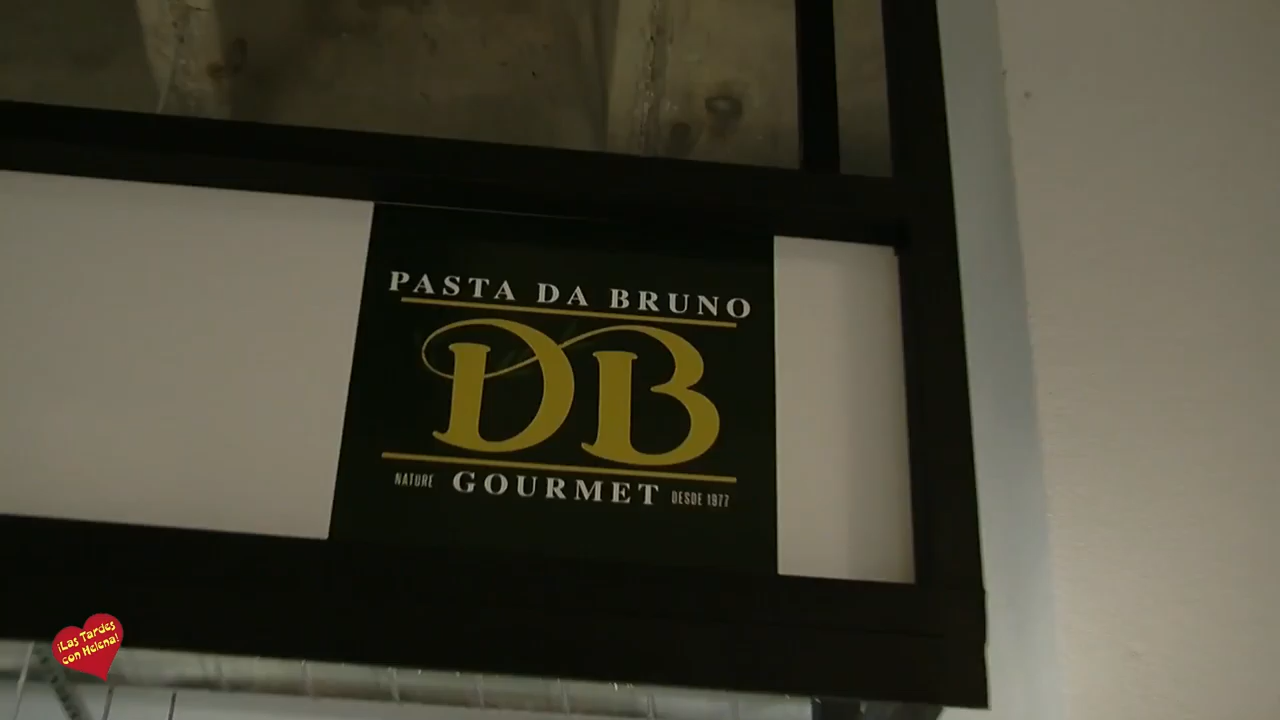 PASTA DA BRUNO
DB
NATURE GOURMET DESDE 1977
¡Las Tardes
con Helena!